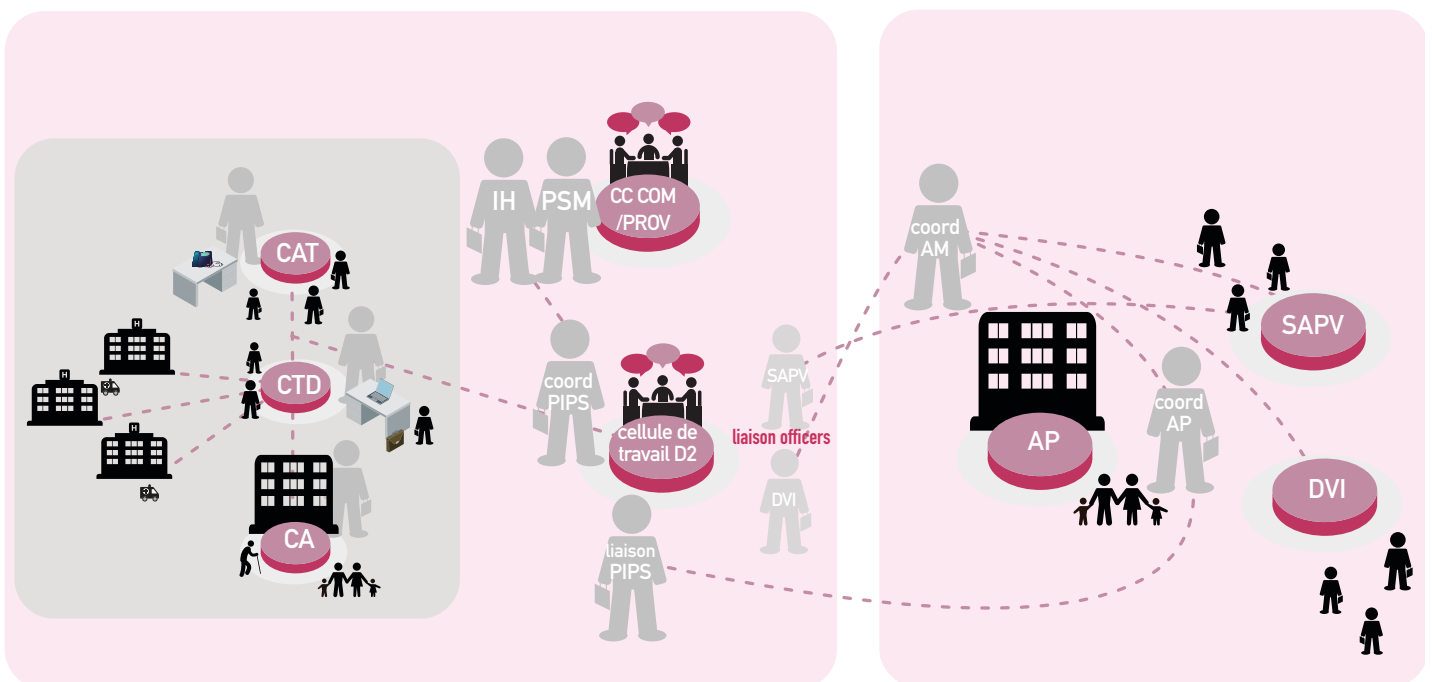 CAT
H
H
H
CTD
CA
IH
PSM
CC COM
/PROV
coord
PIPS
cellule de
travail D2
liaison
PIPS
SAPV
liaison officers
DVI
coord
AM
AP
coord
AP
SAPV
DVI